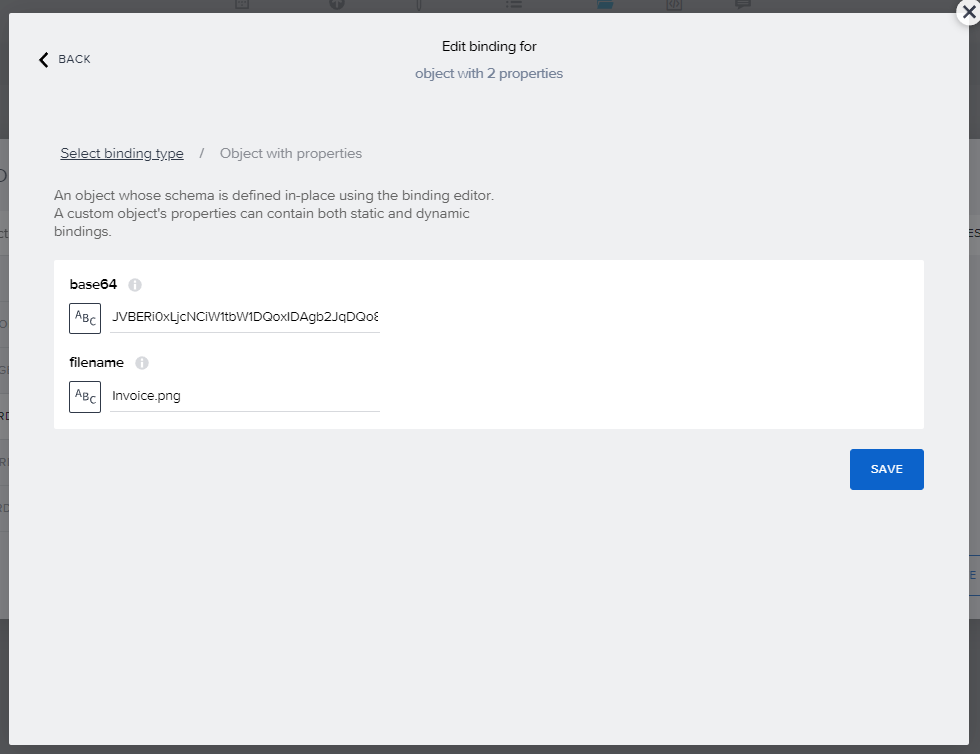 BACK
Edit binding for
object with 2 properties
Select binding type / Object with properties
An object whose schema is defined in-place using the binding editor.
A custom object's properties can contain both static and dynamic
bindings.
base64
ABC JVBERi0xLjcNCiW1tbW1DQoxIDAgb2JqDQo8
filename
ABC Invoice.png
SAVE